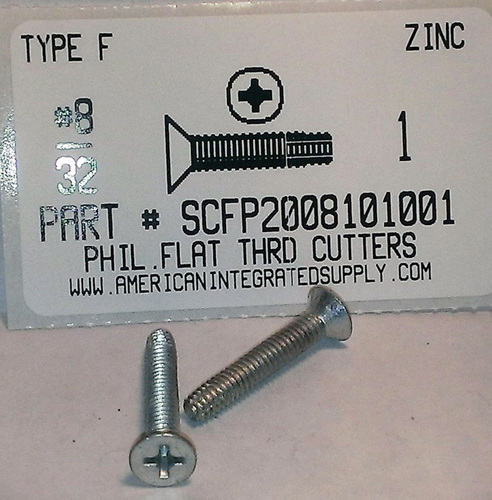 TYPE F
ZINC
#8
32
1
PART # SCFP2008101001
PHIL.FLAT THRD CUTTERS
WWW.AMERICANINTEGRATEDSUPPLY.COM